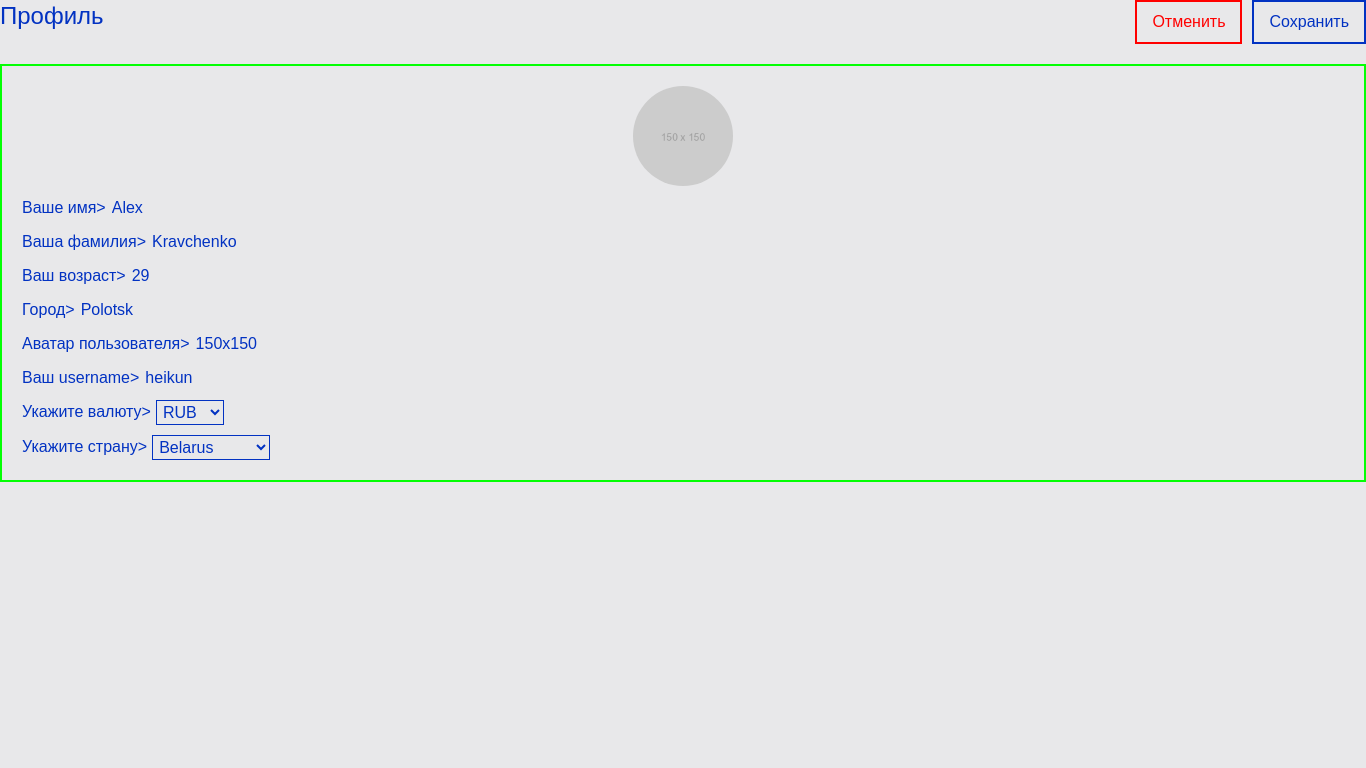 Профиль
Отменить
Сохранить
150 x 150
Ваше имя> Alex
Ваша фамилия> Kravchenko
Ваш возраст> 29
Город> Polotsk
Аватар пользователя> 150x150
Ваш username> heikun
Укажите валюту> RUB
Укажите страну> Belarus